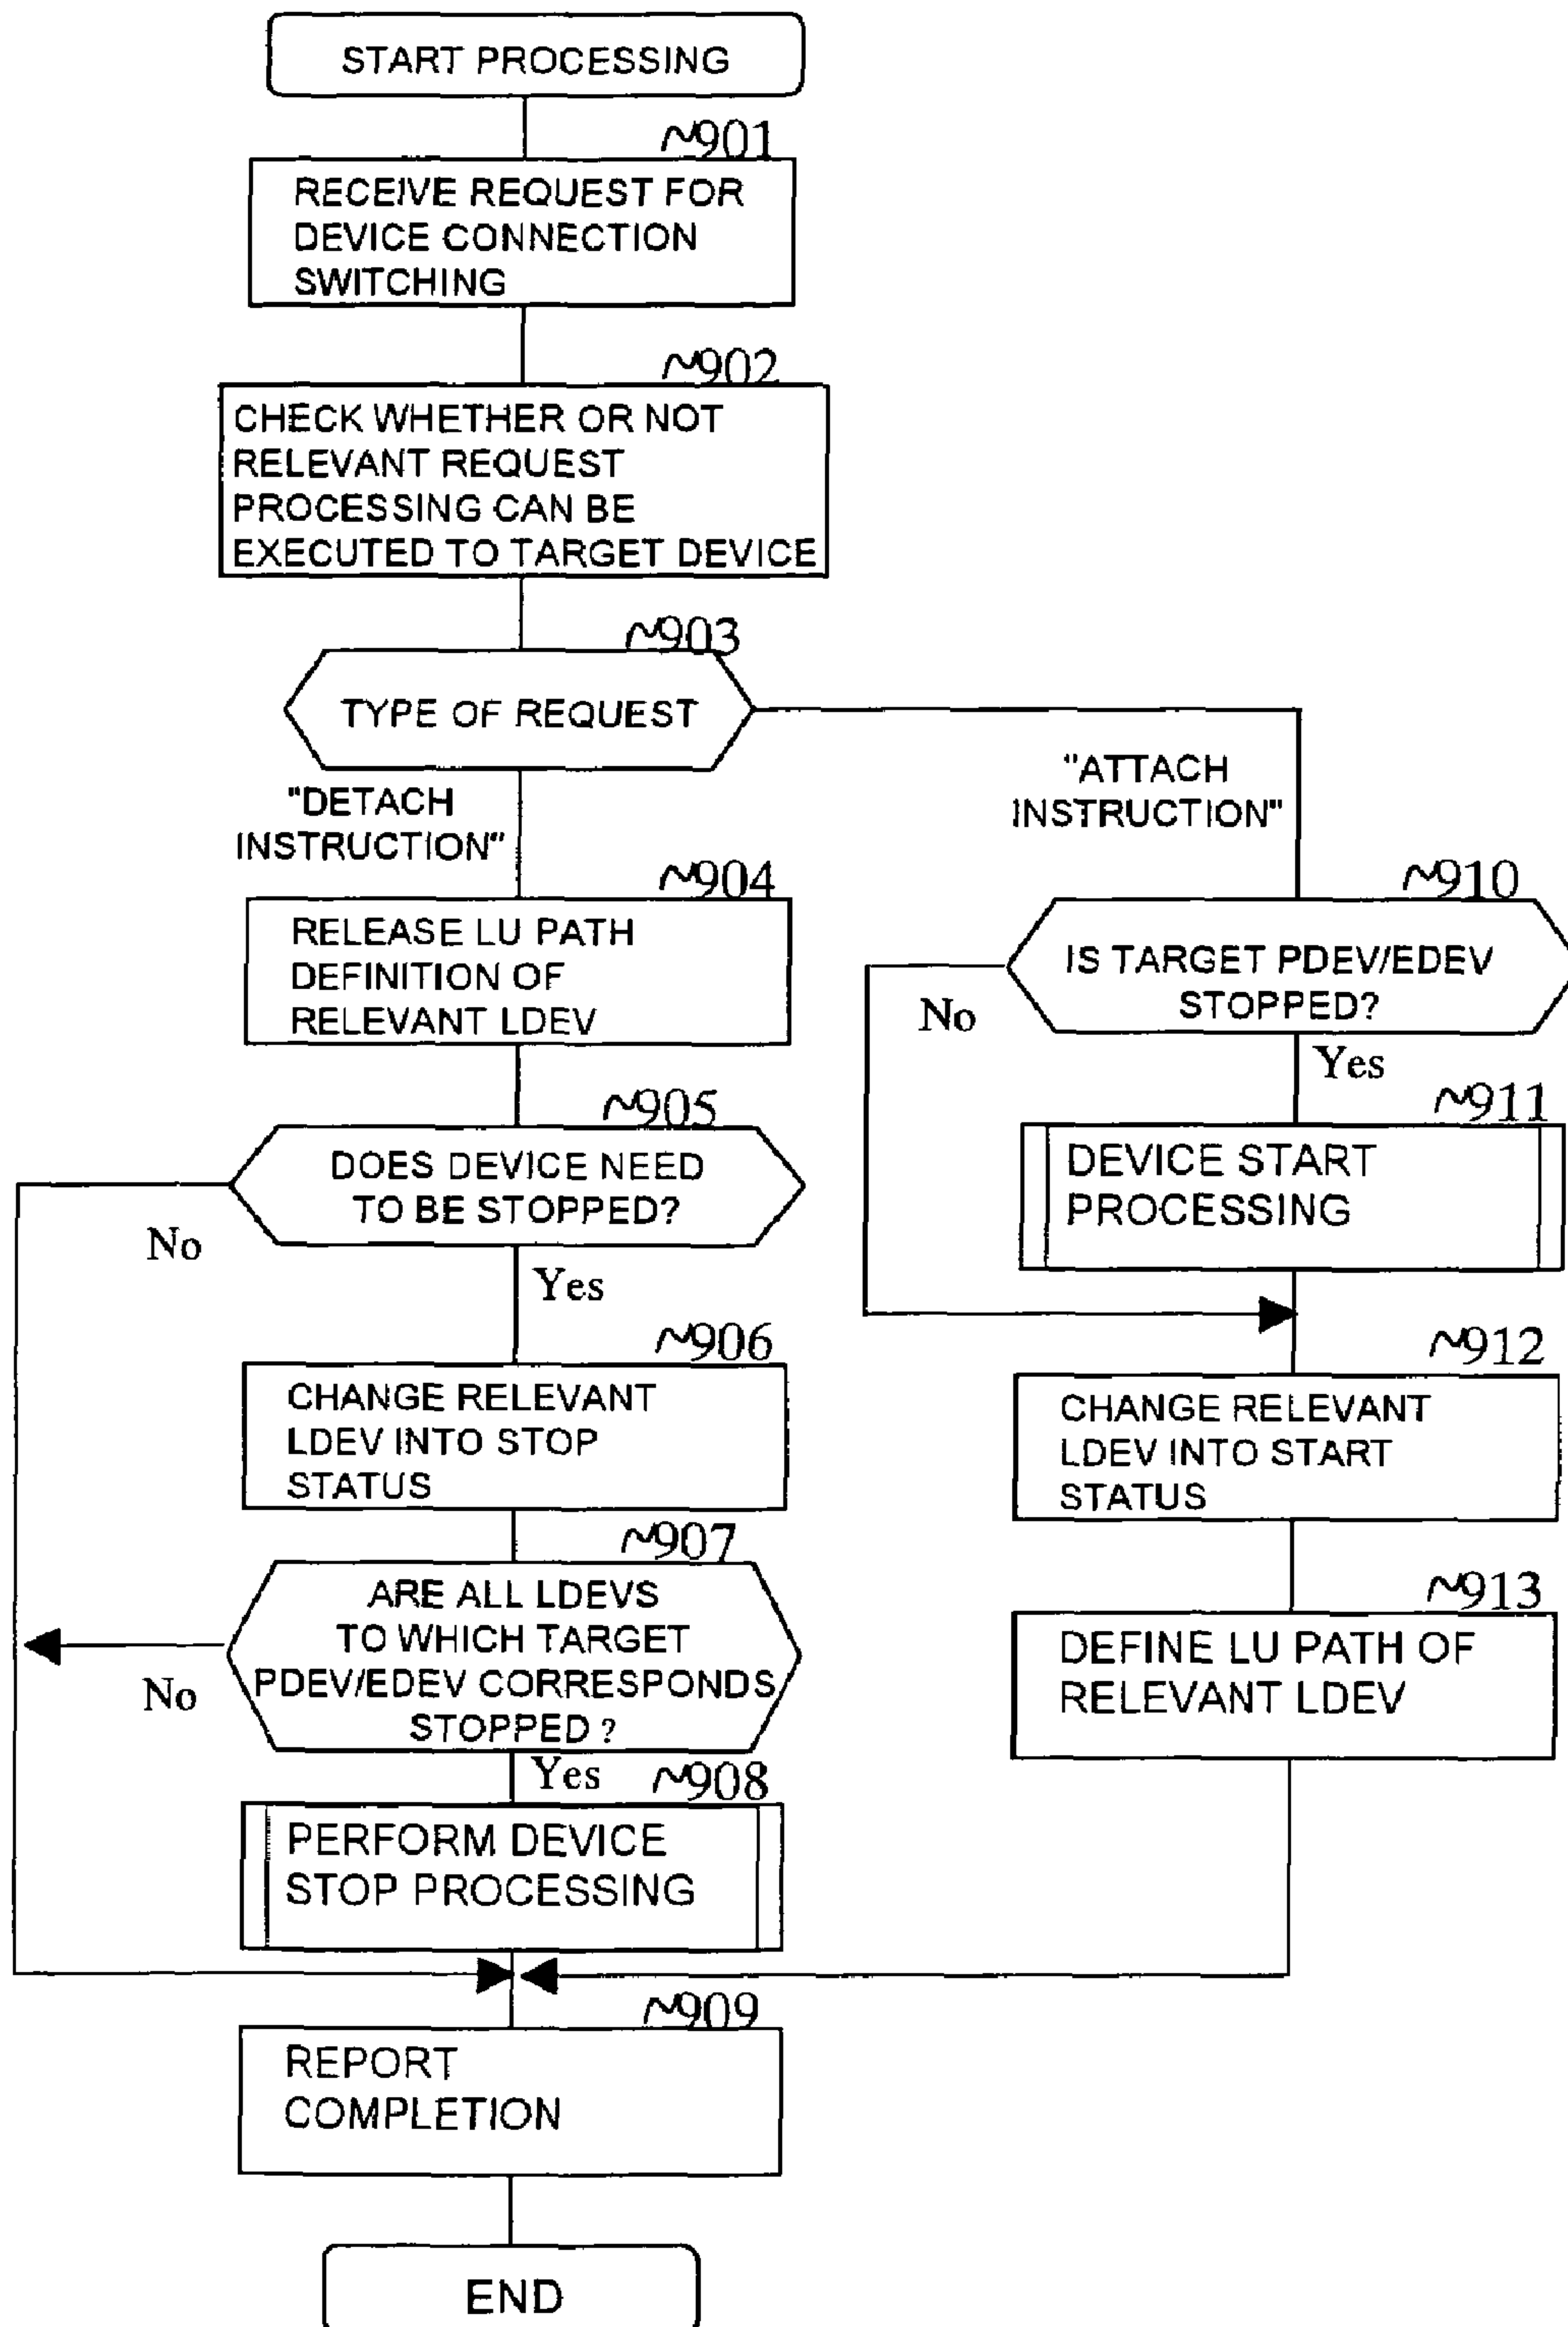 START PROCESSING
~901
RECEIVE REQUEST FOR
DEVICE CONNECTION
SWITCHING
~902
CHECK WHETHER OR NOT
RELEVANT REQUEST
PROCESSING CAN BE
EXECUTED TO TARGET DEVICE
~903
TYPE OF REQUEST
"DETACH
INSTRUCTION"
"ATTACH
INSTRUCTION"
~904
RELEASE LU PATH
DEFINITION OF
RELEVANT LDEV
~905
DOES DEVICE NEED
TO BE STOPPED?
No
Yes
~906
CHANGE RELEVANT
LDEV INTO STOP
STATUS
~907
ARE ALL LDEVS
TO WHICH TARGET
PDEV/EDEV CORRESPONDS
STOPPED ?
No
Yes
~908
PERFORM DEVICE
STOP PROCESSING
~910
IS TARGET PDEV/EDEV
STOPPED?
No
Yes
~911
DEVICE START
PROCESSING
~912
CHANGE RELEVANT
LDEV INTO START
STATUS
~913
DEFINE LU PATH OF
RELEVANT LDEV
~909
REPORT
COMPLETION
END